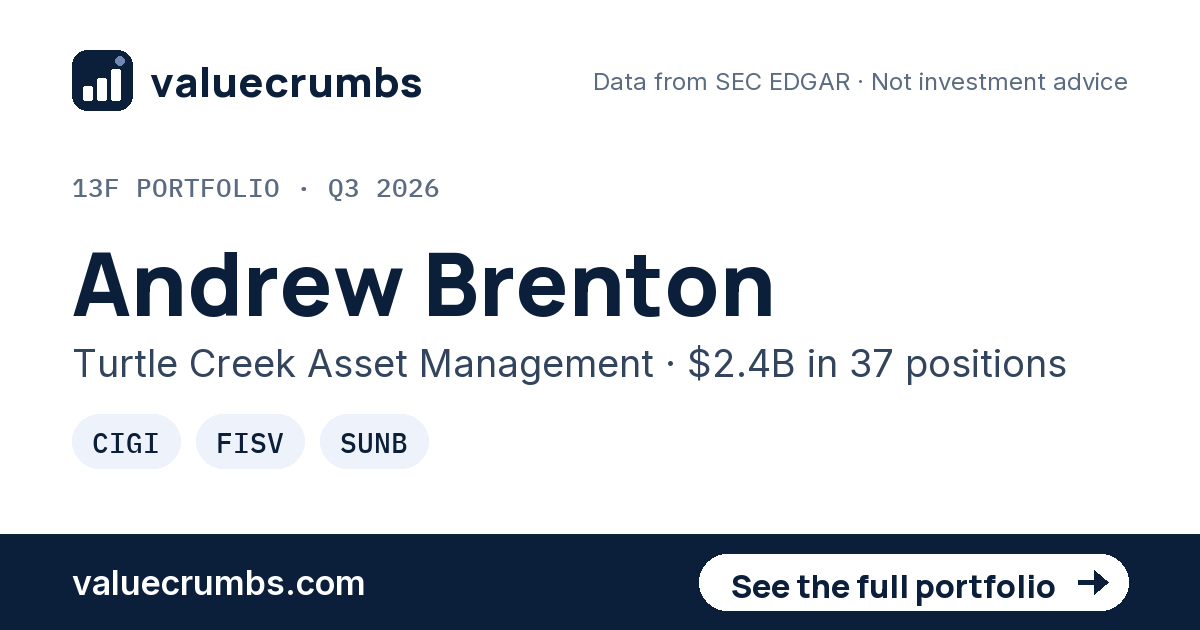 valuecrumbs
Data from SEC EDGAR · Not investment advice
13F PORTFOLIO · Q3 2026
Andrew Brenton
Turtle Creek Asset Management · $2.4B in 37 positions
CIGI FISV SUNB
valuecrumbs.com
See the full portfolio →